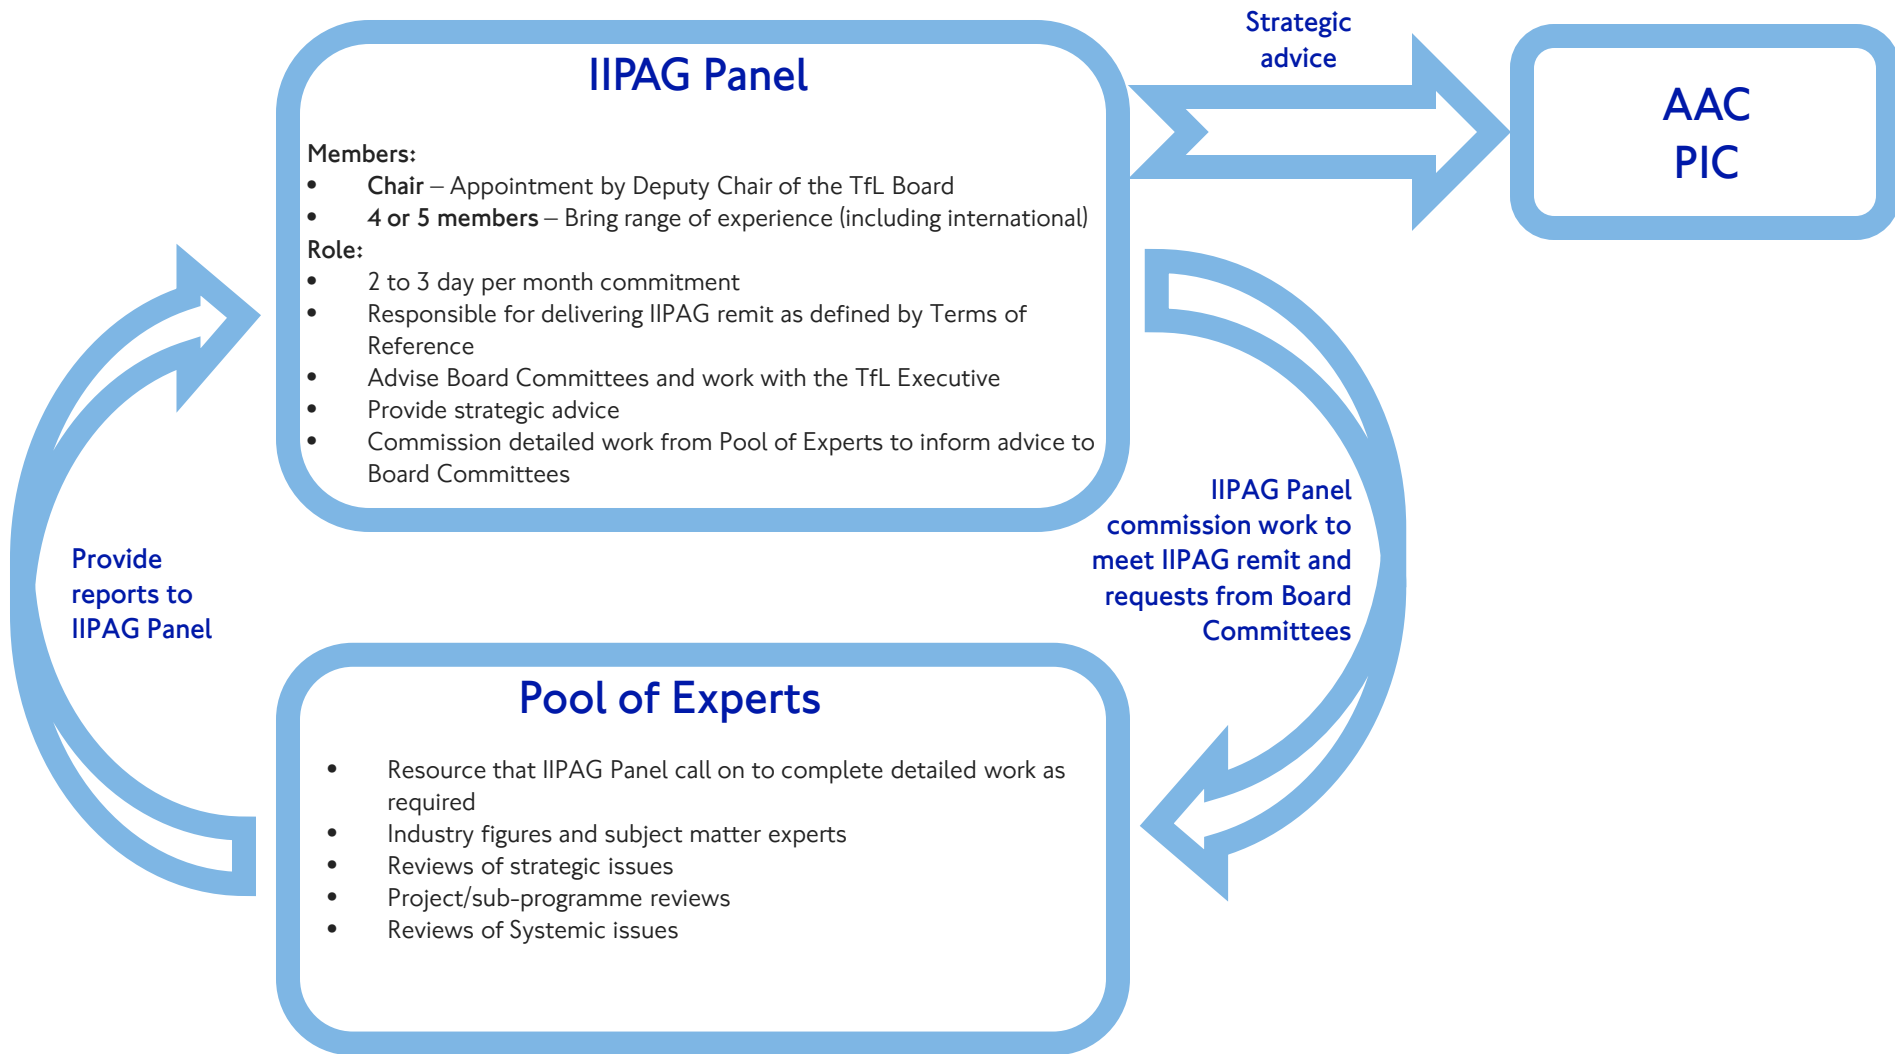 IIPAG Panel
Members:
• Chair – Appointment by Deputy Chair of the TfL Board
• 4 or 5 members – Bring range of experience (including international)
Role:
• 2 to 3 day per month commitment
• Responsible for delivering IIPAG remit as defined by Terms of
Reference
• Advise Board Committees and work with the TfL Executive
• Provide strategic advice
• Commission detailed work from Pool of Experts to inform advice to
Board Committees
Strategic
advice
AAC
PIC
IIPAG Panel
commission work to
meet IIPAG remit and
requests from Board
Committees
Provide
reports to
IIPAG Panel
Pool of Experts
• Resource that IIPAG Panel call on to complete detailed work as
required
• Industry figures and subject matter experts
• Reviews of strategic issues
• Project/sub-programme reviews
• Reviews of Systemic issues